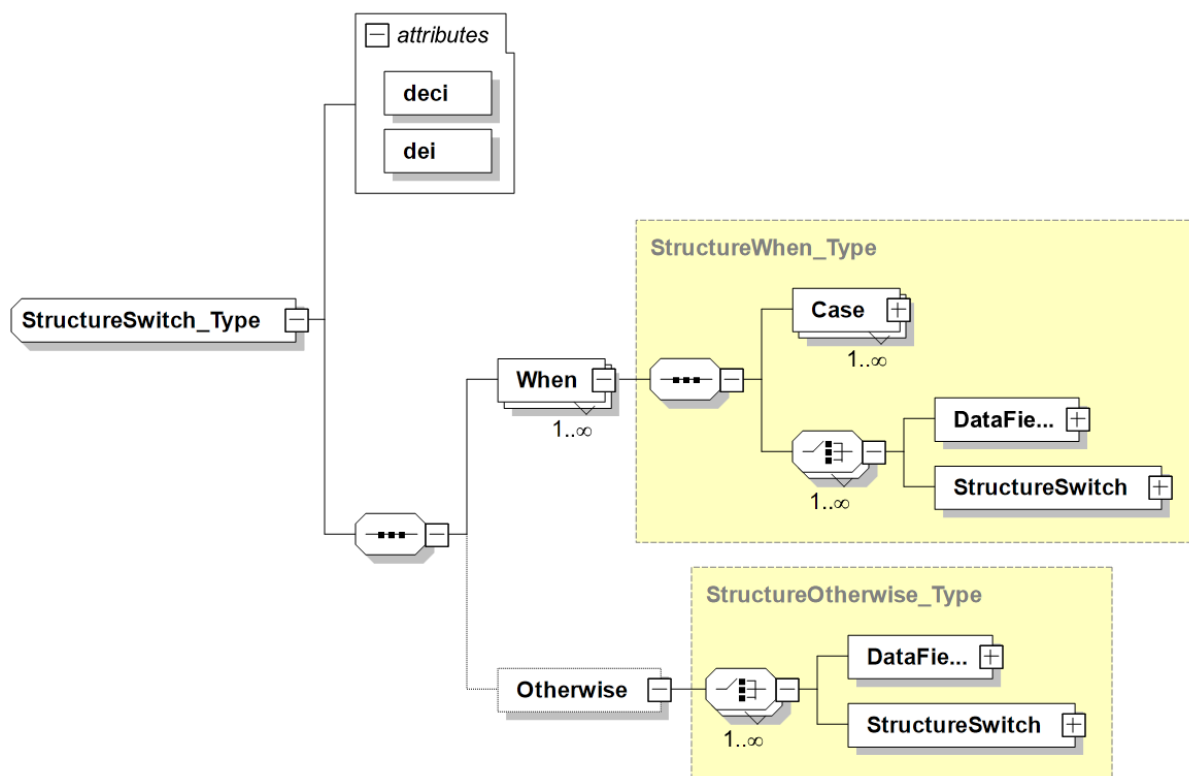 attributes
deci
dei
StructureSwitch_Type
When
1..∞
StructureWhen_Type
Case
1..∞
1..∞
DataFie...
StructureSwitch
Otherwise
StructureOtherwise_Type
1..∞
DataFie...
StructureSwitch